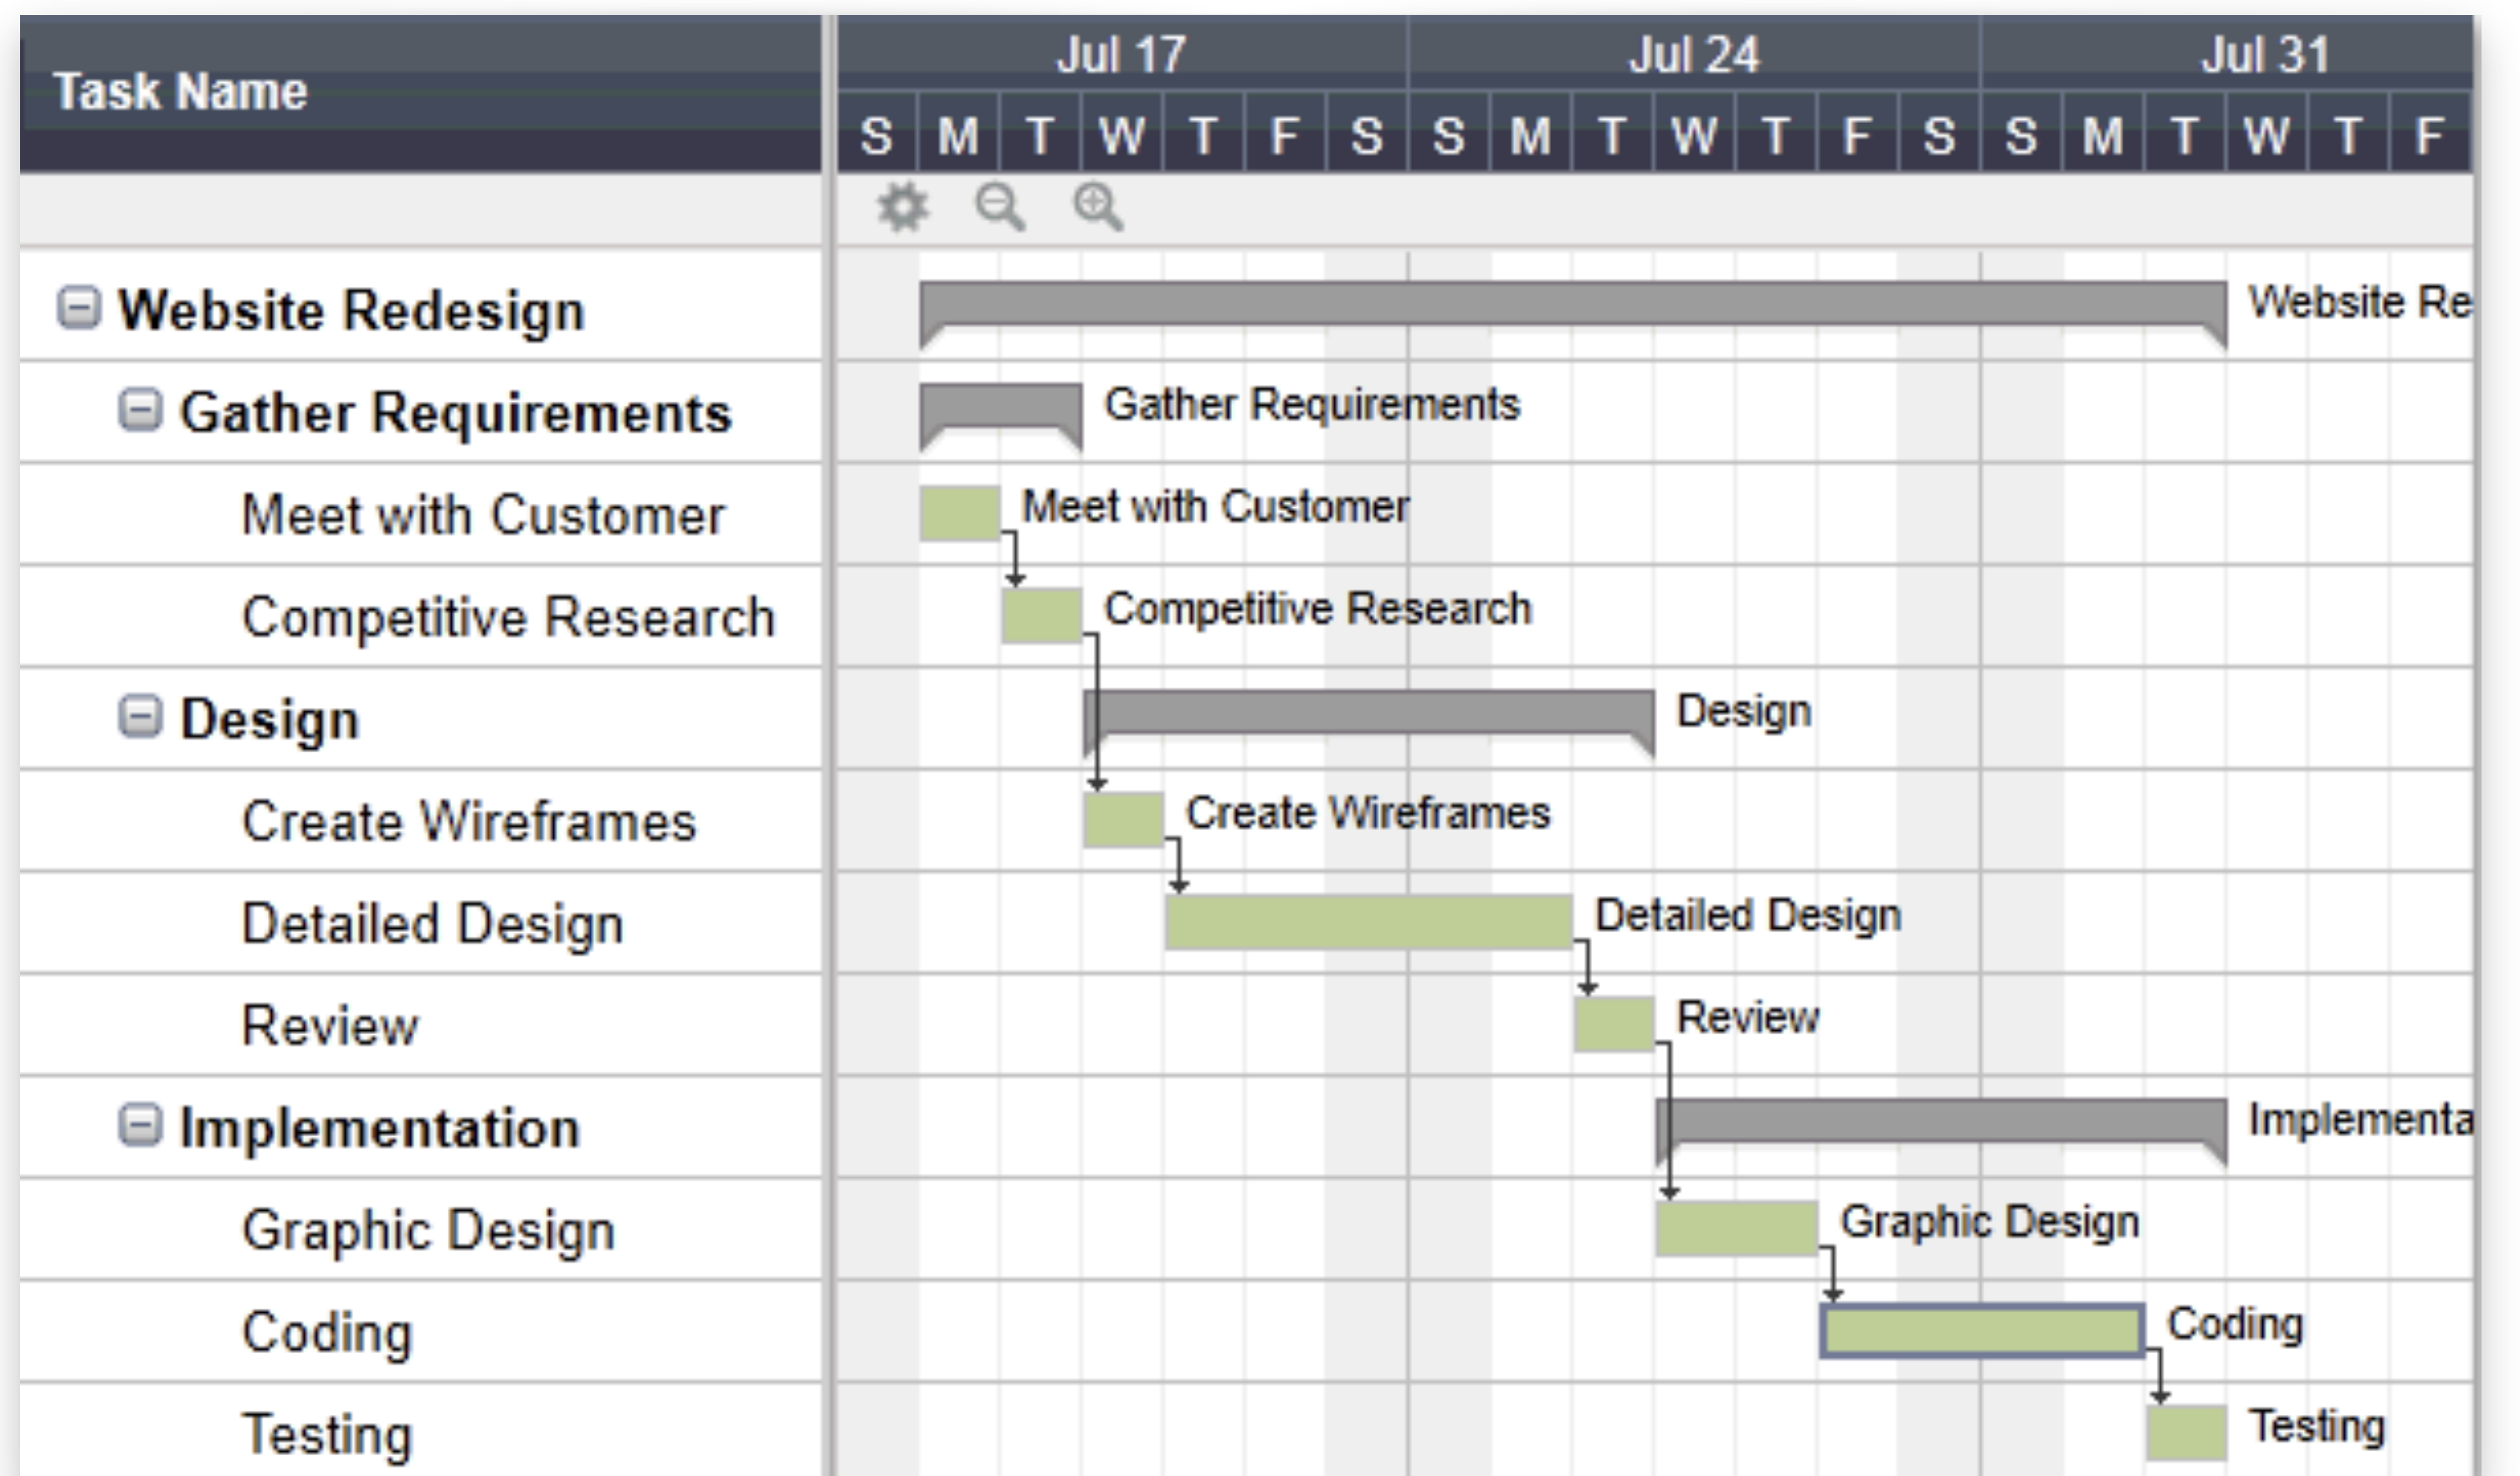 Task Name
Jul 17 Jul 24 Jul 31
S M T W T F S S M T W T F S S M T W T F
Website Redesign Website Re
Gather Requirements Gather Requirements
Meet with Customer Meet with Customer
Competitive Research Competitive Research
Design Design
Create Wireframes Create Wireframes
Detailed Design Detailed Design
Review Review
Implementation Implementa
Graphic Design Graphic Design
Coding Coding
Testing Testing